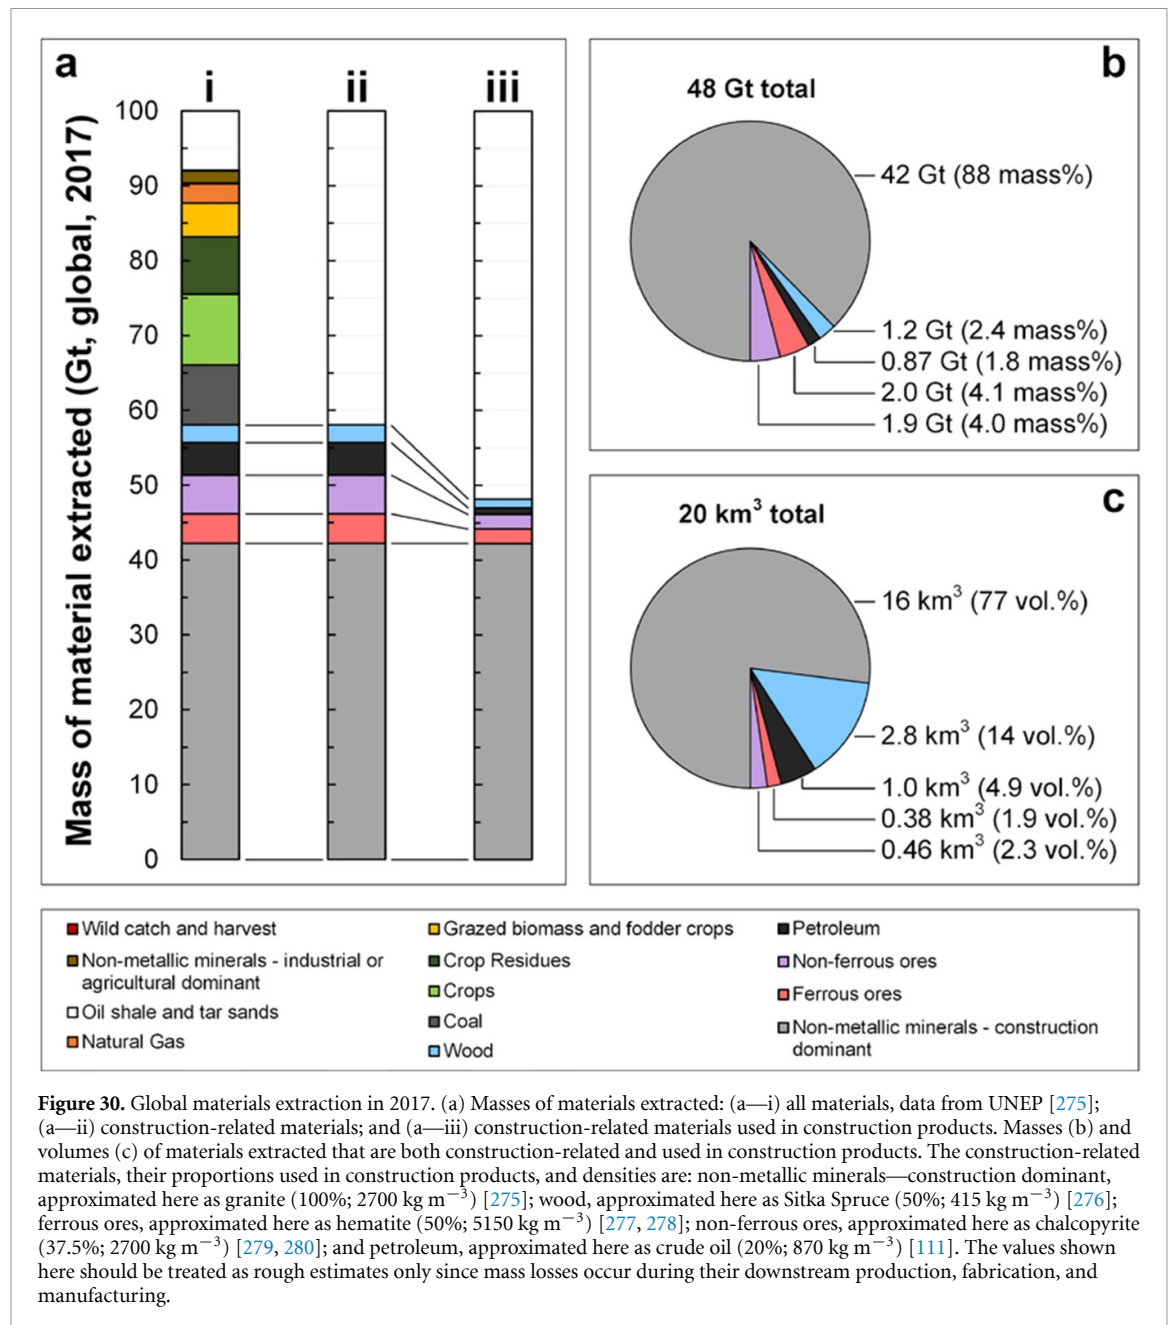 a
i
ii
iii
Mass of material extracted (Gt, global, 2017)
100
90
80
70
60
50
40
30
20
10
0
b
48 Gt total
42 Gt (88 mass%)
1.2 Gt (2.4 mass%)
0.87 Gt (1.8 mass%)
2.0 Gt (4.1 mass%)
1.9 Gt (4.0 mass%)
c
20 km³ total
16 km³ (77 vol.%)
2.8 km³ (14 vol.%)
1.0 km³ (4.9 vol.%)
0.38 km³ (1.9 vol.%)
0.46 km³ (2.3 vol.%)
Wild catch and harvest
Non-metallic minerals - industrial or
agricultural dominant
Oil shale and tar sands
Natural Gas
Grazed biomass and fodder crops
Crop Residues
Crops
Coal
Wood
Petroleum
Non-ferrous ores
Ferrous ores
Non-metallic minerals - construction
dominant
Figure 30. Global materials extraction in 2017. (a) Masses of materials extracted: (a—i) all materials, data from UNEP [275];
(a—ii) construction-related materials; and (a—iii) construction-related materials used in construction products. Masses (b) and
volumes (c) of materials extracted that are both construction-related and used in construction products. The construction-related
materials, their proportions used in construction products, and densities are: non-metallic minerals—construction dominant,
approximated here as granite (100%; 2700 kg m⁻³) [275]; wood, approximated here as Sitka Spruce (50%; 415 kg m⁻³) [276];
ferrous ores, approximated here as hematite (50%; 5150 kg m⁻³) [277, 278]; non-ferrous ores, approximated here as chalcopyrite
(37.5%; 2700 kg m⁻³) [279, 280]; and petroleum, approximated here as crude oil (20%; 870 kg m⁻³) [111]. The values shown
here should be treated as rough estimates only since mass losses occur during their downstream production, fabrication, and
manufacturing.